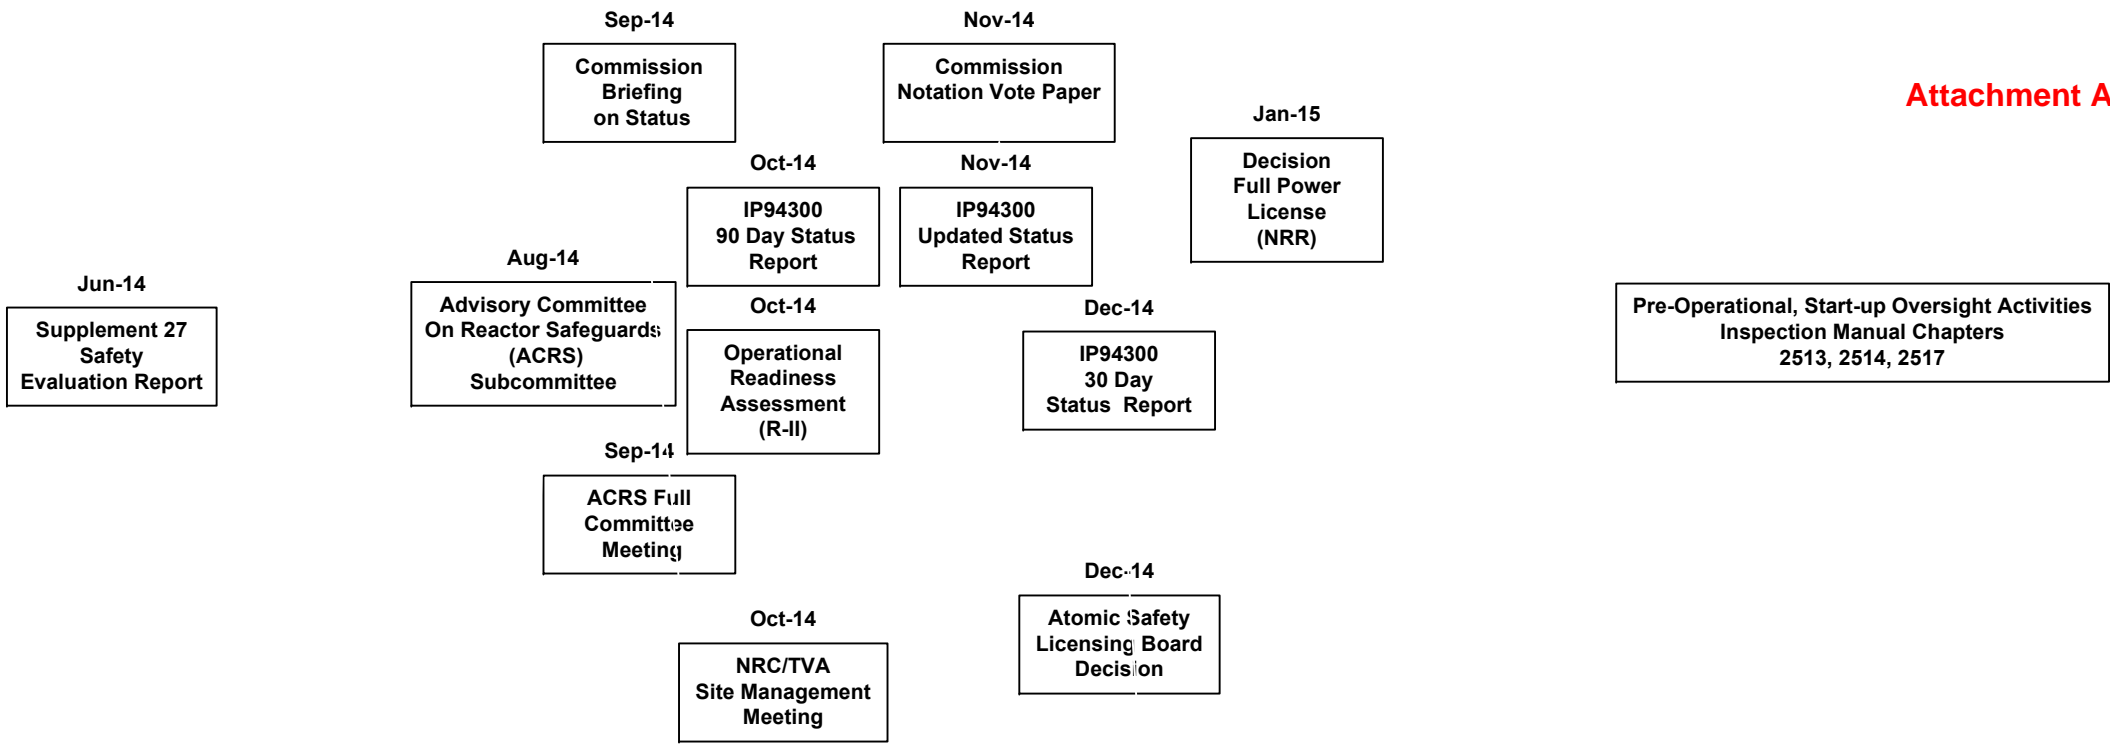 Sep-14
Commission
Briefing
on Status
Nov-14
Commission
Notation Vote Paper
Attachment A
Jan-15
Decision
Full Power
License
(NRR)
Oct-14
IP94300
90 Day Status
Report
Nov-14
IP94300
Updated Status
Report
Jun-14
Supplement 27
Safety
Evaluation Report
Aug-14
Advisory Committee
On Reactor Safeguards
(ACRS)
Subcommittee
Oct-14
Operational
Readiness
Assessment
(R-II)
Dec-14
IP94300
30 Day
Status Report
Pre-Operational, Start-up Oversight Activities
Inspection Manual Chapters
2513, 2514, 2517
Sep-14
ACRS Full
Committee
Meeting
Oct-14
NRC/TVA
Site Management
Meeting
Dec-14
Atomic Safety
Licensing Board
Decision